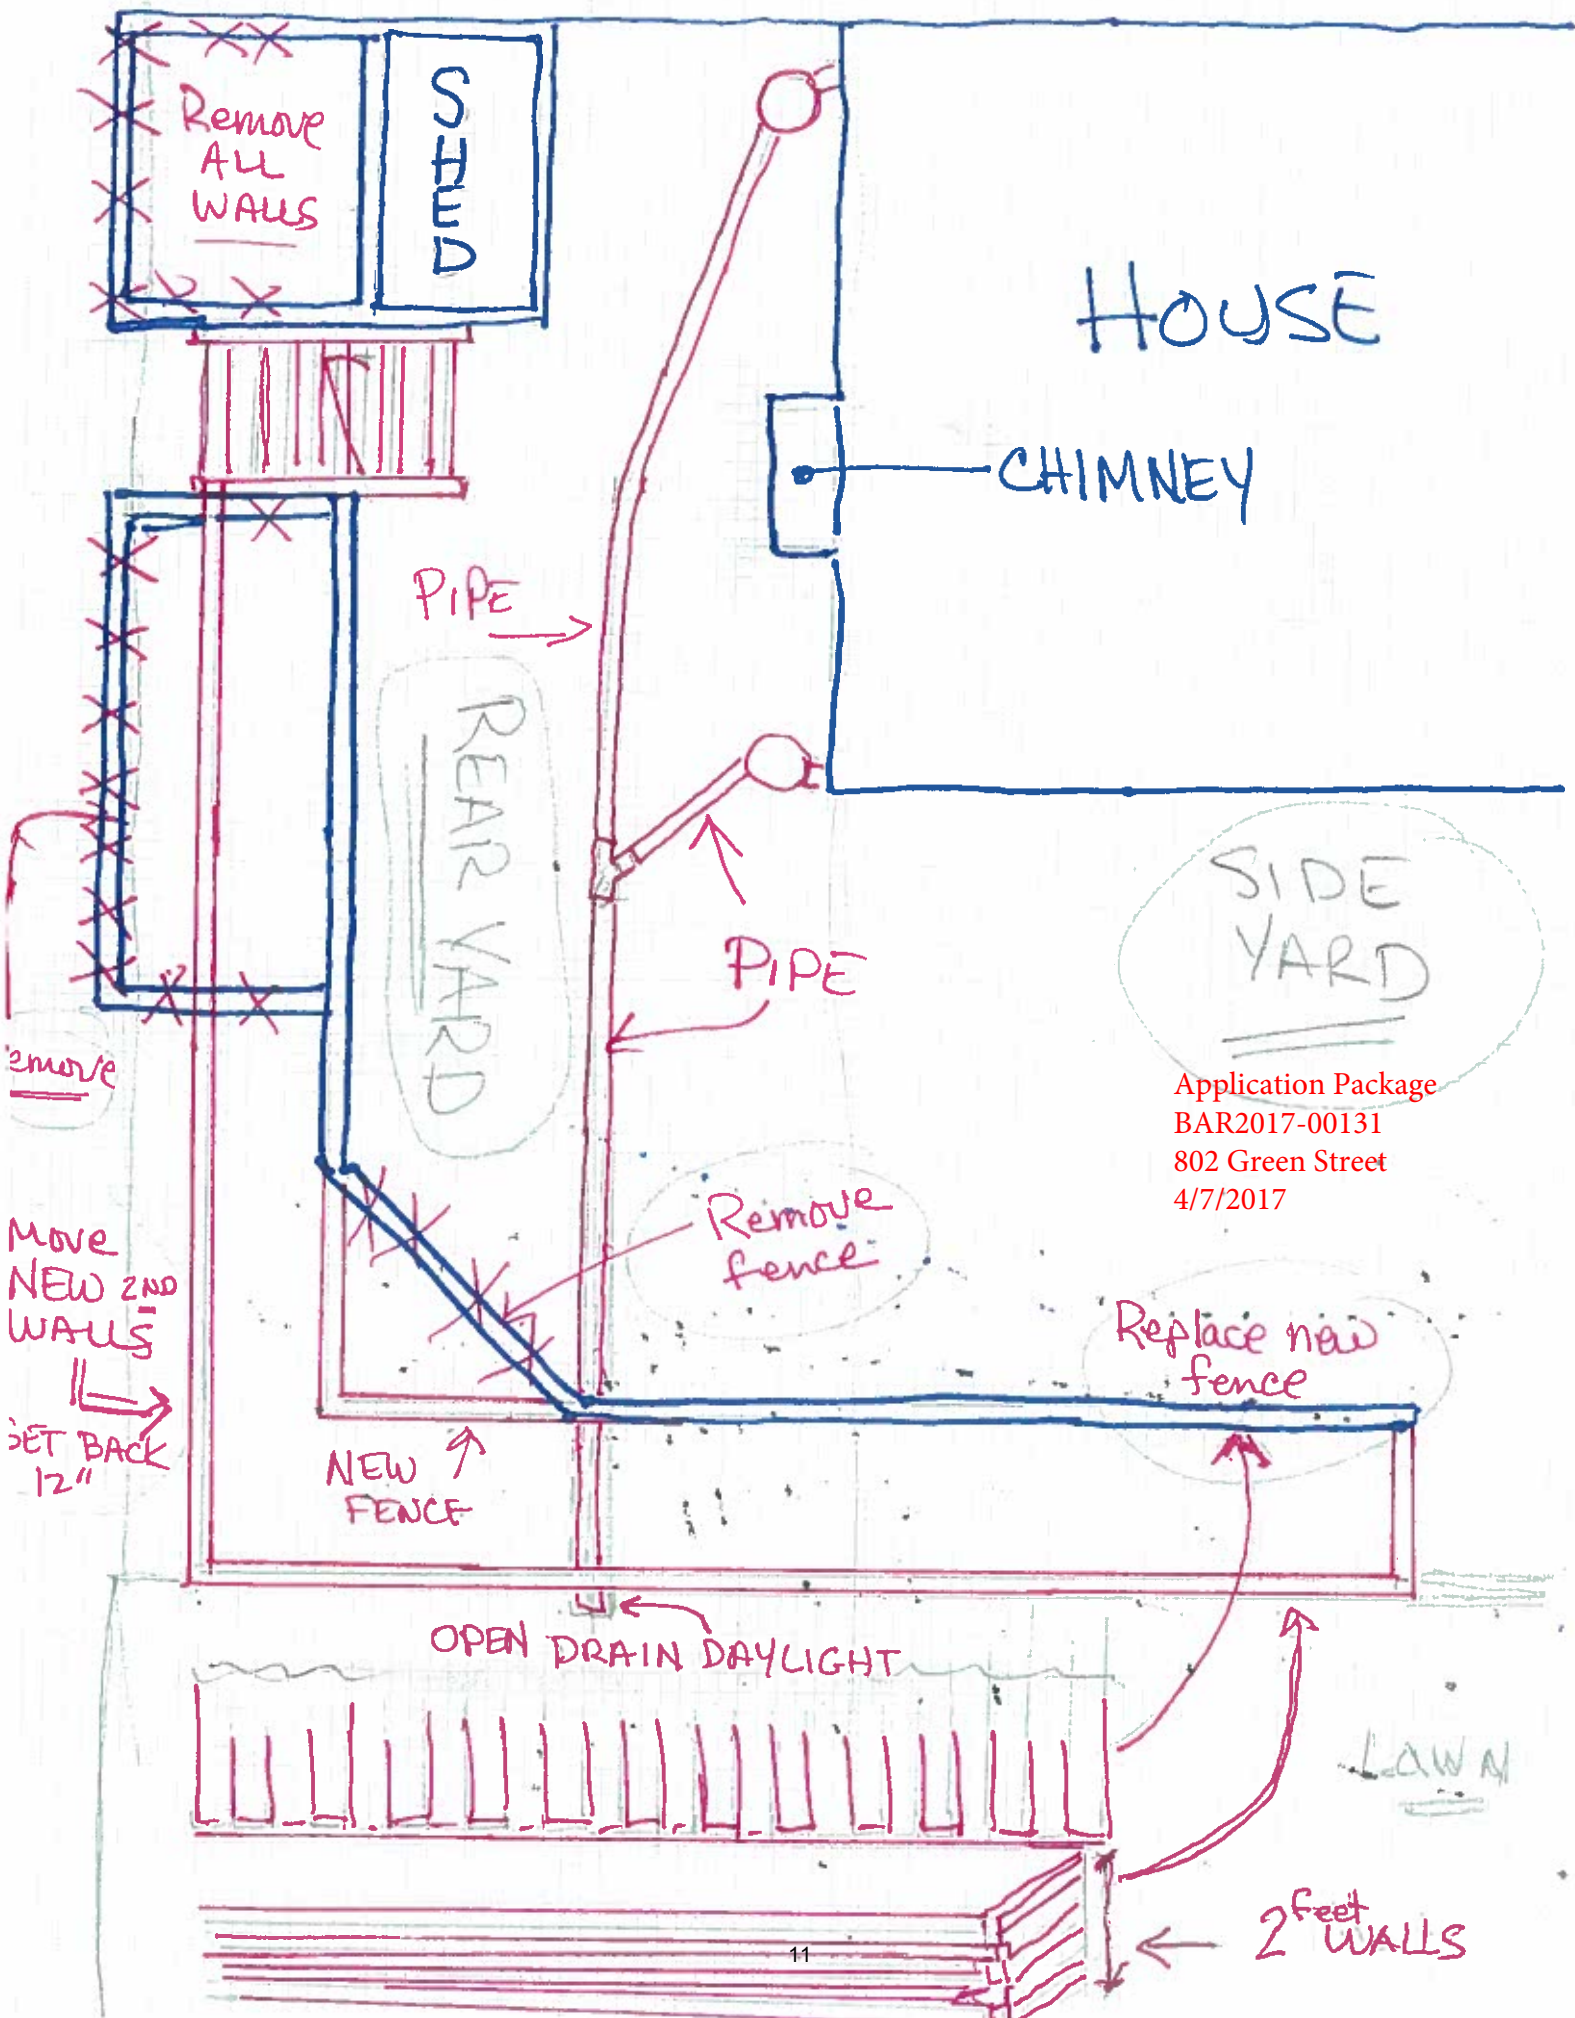 Remove
ALL
WALLS
SHED
HOUSE
CHIMNEY
PIPE
REAR YARD
SIDE
YARD
PIPE
emove
Application Package
BAR2017-00131
802 Green Street
4/7/2017
Remove
fence
MOVE
NEW 2ND
WALLS
SET BACK
12"
Replace new
fence
NEW
FENCE
OPEN DRAIN DAYLIGHT
LAWN
2 feet
WALLS
11